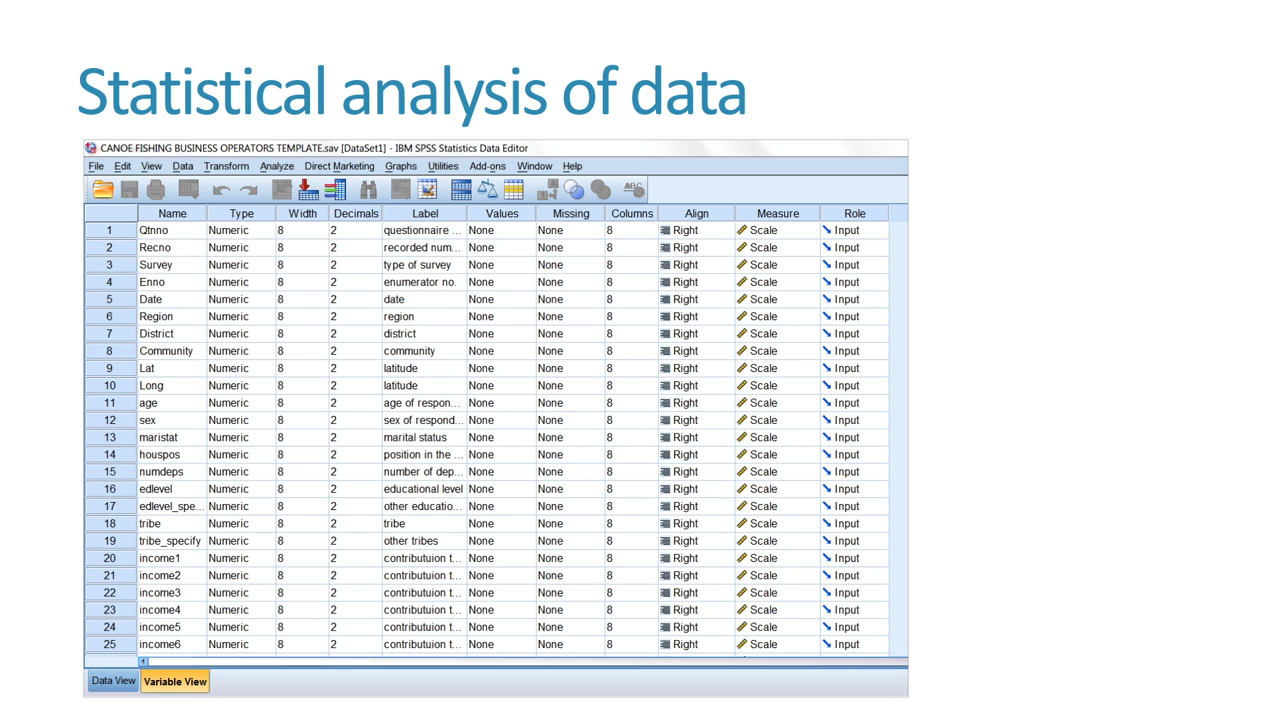 Statistical analysis of data
CANOE FISHING BUSINESS OPERATORS TEMPLATE.sav [DataSet1] - IBM SPSS Statistics Data Editor
File Edit View Data Transform Analyze Direct Marketing Graphs Utilities Add-ons Window Help
Name Type Width Decimals Label Values Missing Columns Align Measure Role
1 Qtnno Numeric 8 2 questionnaire ... None None 8 Right Scale Input
2 Recno Numeric 8 2 recorded num... None None 8 Right Scale Input
3 Survey Numeric 8 2 type of survey None None 8 Right Scale Input
4 Enno Numeric 8 2 enumerator no. None None 8 Right Scale Input
5 Date Numeric 8 2 date None None 8 Right Scale Input
6 Region Numeric 8 2 region None None 8 Right Scale Input
7 District Numeric 8 2 district None None 8 Right Scale Input
8 Community Numeric 8 2 community None None 8 Right Scale Input
9 Lat Numeric 8 2 latitude None None 8 Right Scale Input
10 Long Numeric 8 2 latitude None None 8 Right Scale Input
11 age Numeric 8 2 age of respon... None None 8 Right Scale Input
12 sex Numeric 8 2 sex of respond... None None 8 Right Scale Input
13 maristat Numeric 8 2 marital status None None 8 Right Scale Input
14 houspos Numeric 8 2 position in the ... None None 8 Right Scale Input
15 numdeps Numeric 8 2 number of dep... None None 8 Right Scale Input
16 edlevel Numeric 8 2 educational level None None 8 Right Scale Input
17 edlevel_spe... Numeric 8 2 other educatio... None None 8 Right Scale Input
18 tribe Numeric 8 2 tribe None None 8 Right Scale Input
19 tribe_specify Numeric 8 2 other tribes None None 8 Right Scale Input
20 income1 Numeric 8 2 contributuion t... None None 8 Right Scale Input
21 income2 Numeric 8 2 contributuion t... None None 8 Right Scale Input
22 income3 Numeric 8 2 contributuion t... None None 8 Right Scale Input
23 income4 Numeric 8 2 contributuion t... None None 8 Right Scale Input
24 income5 Numeric 8 2 contributuion t... None None 8 Right Scale Input
25 income6 Numeric 8 2 contributuion t... None None 8 Right Scale Input
Data View Variable View